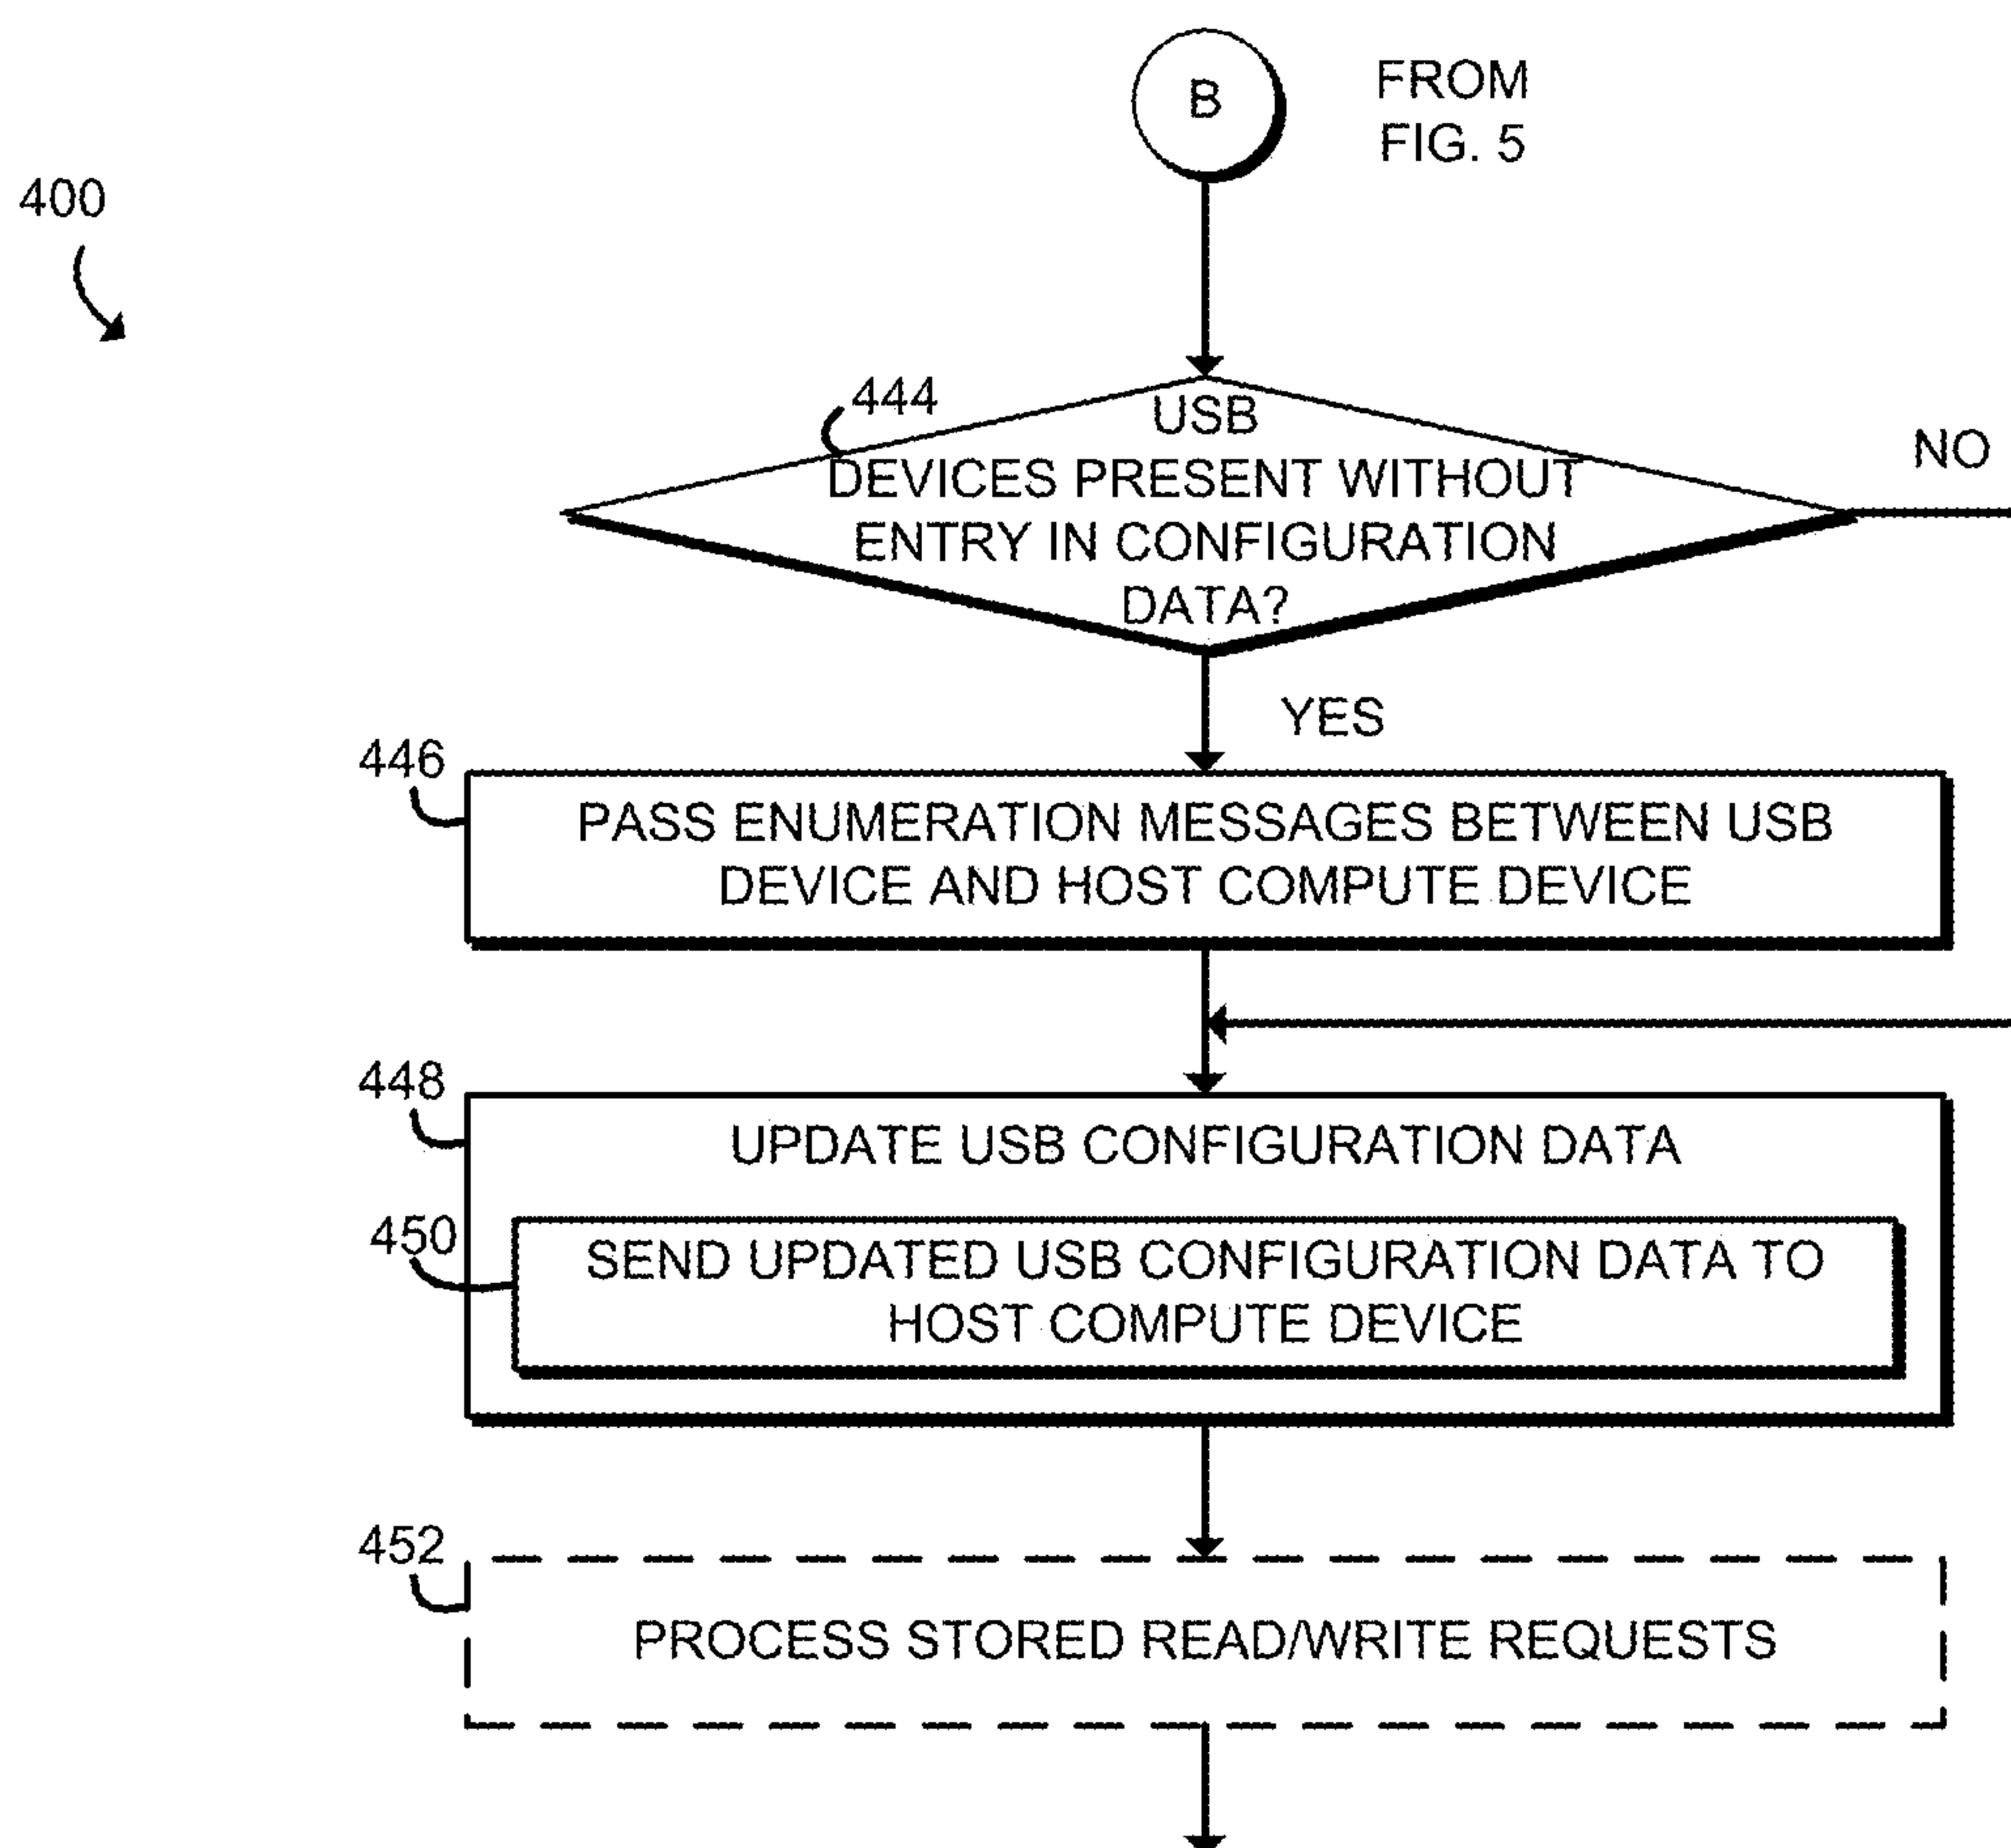 B
FROM
FIG. 5
400
444
USB
DEVICES PRESENT WITHOUT
ENTRY IN CONFIGURATION
DATA?
NO
YES
446
PASS ENUMERATION MESSAGES BETWEEN USB
DEVICE AND HOST COMPUTE DEVICE
448
UPDATE USB CONFIGURATION DATA
450
SEND UPDATED USB CONFIGURATION DATA TO
HOST COMPUTE DEVICE
452
PROCESS STORED READ/WRITE REQUESTS